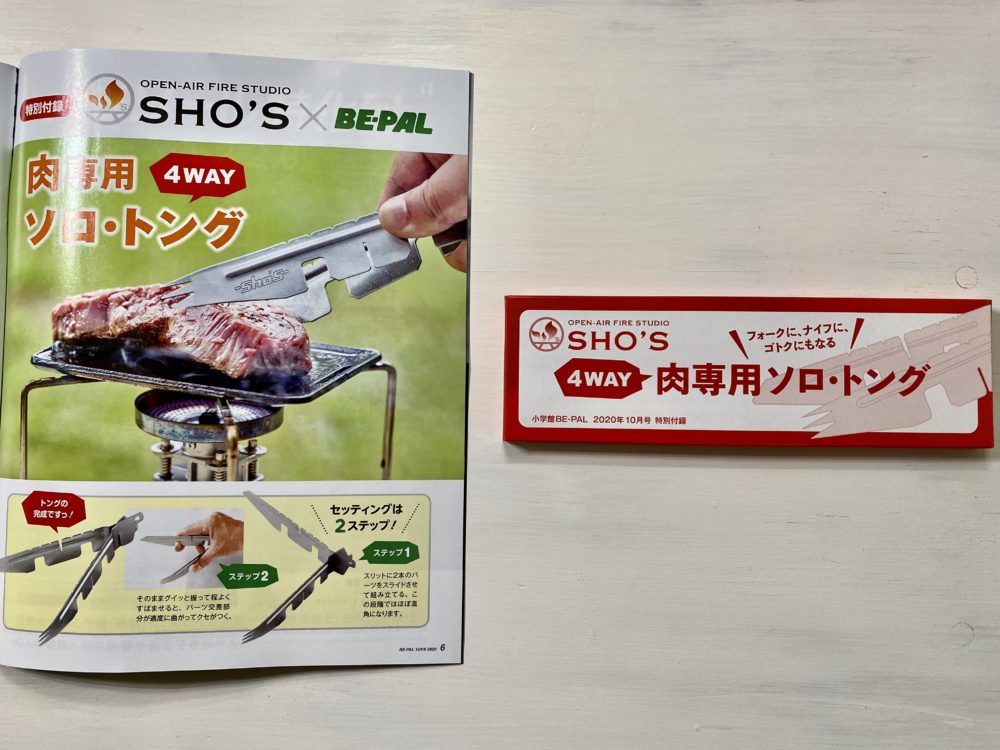 特別付録
OPEN-AIR FIRE STUDIO
SHO'S × BE-PAL
肉専用 4WAY
ソロ・トング
-sho's-
トングの
完成ですっ!
セッティングは
2ステップ!
ステップ1
スリットに2本のパ
ーツをスライドさせ
て組み立てる。こ
の段階ではほぼ直
角になります。
ステップ2
そのままグイッと握って程よく
すぼませると、パーツ交差部
分が適度に曲がってクセがつく。
BE-PAL 10月号 2020 6
OPEN-AIR FIRE STUDIO
SHO'S
フォークに、ナイフに、
ゴトクにもなる
4WAY 肉専用ソロ・トング
小学館BE-PAL 2020年10月号 特別付録